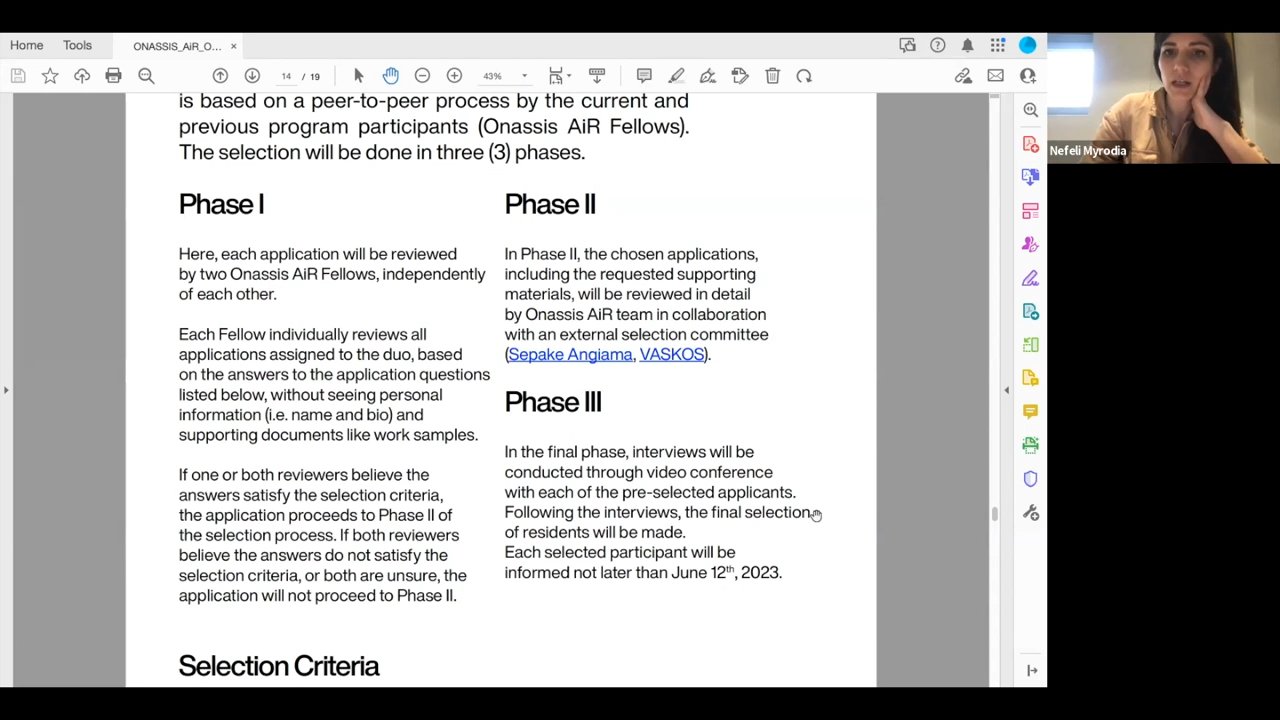 Home
Tools
ONASSIS_AiR_O...
14 / 19
43%
Nefeli Myrodia
is based on a peer-to-peer process by the current and
previous program participants (Onassis AiR Fellows).
The selection will be done in three (3) phases.
Phase I
Here, each application will be reviewed
by two Onassis AiR Fellows, independently
of each other.
Each Fellow individually reviews all
applications assigned to the duo, based
on the answers to the application questions
listed below, without seeing personal
information (i.e. name and bio) and
supporting documents like work samples.
If one or both reviewers believe the
answers satisfy the selection criteria,
the application proceeds to Phase II of
the selection process. If both reviewers
believe the answers do not satisfy the
selection criteria, or both are unsure, the
application will not proceed to Phase II.
Phase II
In Phase II, the chosen applications,
including the requested supporting
materials, will be reviewed in detail
by Onassis AiR team in collaboration
with an external selection committee
(Sepake Angiama, VASKOS).
Phase III
In the final phase, interviews will be
conducted through video conference
with each of the pre-selected applicants.
Following the interviews, the final selection
of residents will be made.
Each selected participant will be
informed not later than June 12th, 2023.
Selection Criteria